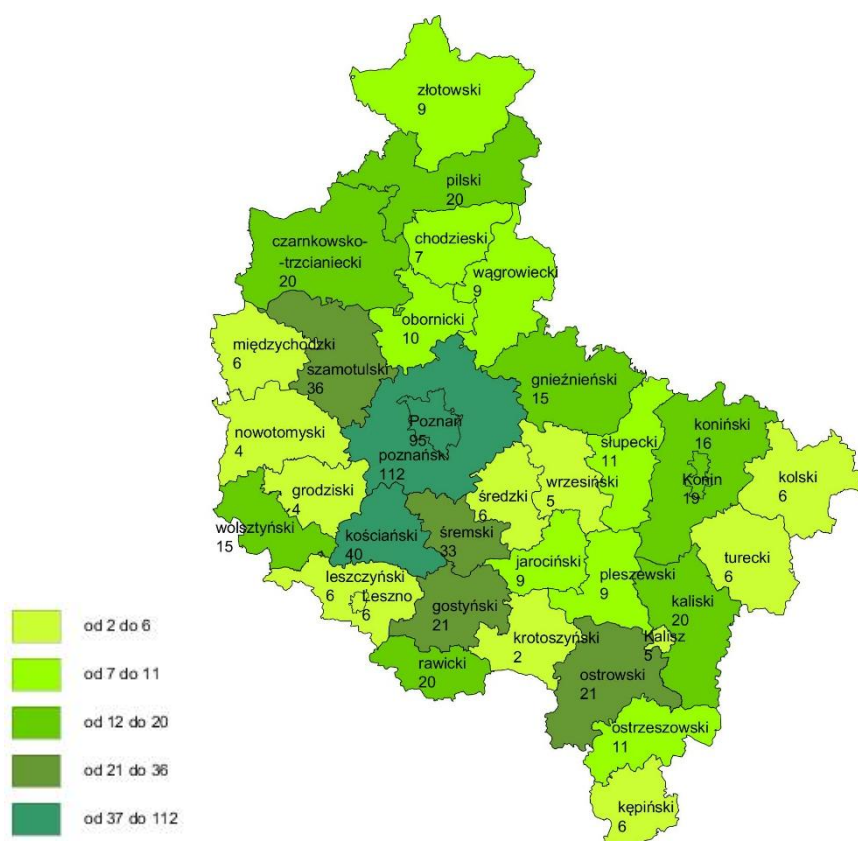 złotowski
9
pilski
20
chodzieski
7
czarnkowsko-
-trzcianecki
20
wągrowiecki
9
obornicki
10
międzychodzki
6
szamotulski
36
gnieźnieński
15
Poznań
95
poznański
112
nowotomyski
4
słupecki
11
koniński
16
Konin
19
kolski
6
grodziski
4
średzki
6
wrzesiński
5
wolsztyński
15
kościański
40
śremski
33
jarociński
9
pleszewski
9
turecki
6
leszczyński
6
Leszno
6
gostyński
21
kaliski
20
krotoszyński
2
Kalisz
5
rawicki
20
ostrowski
21
ostrzeszowski
11
kępiński
6
od 2 do 6
od 7 do 11
od 12 do 20
od 21 do 36
od 37 do 112